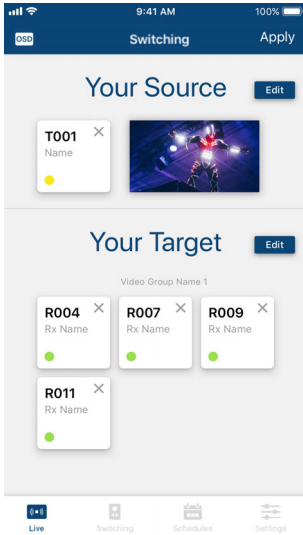 9:41 AM
100%
OSD
Switching
Apply
Your Source
Edit
T001
Name
Your Target
Edit
Video Group Name 1
R004
Rx Name
R007
Rx Name
R009
Rx Name
R011
Rx Name
Live
Switching
Schedules
Settings